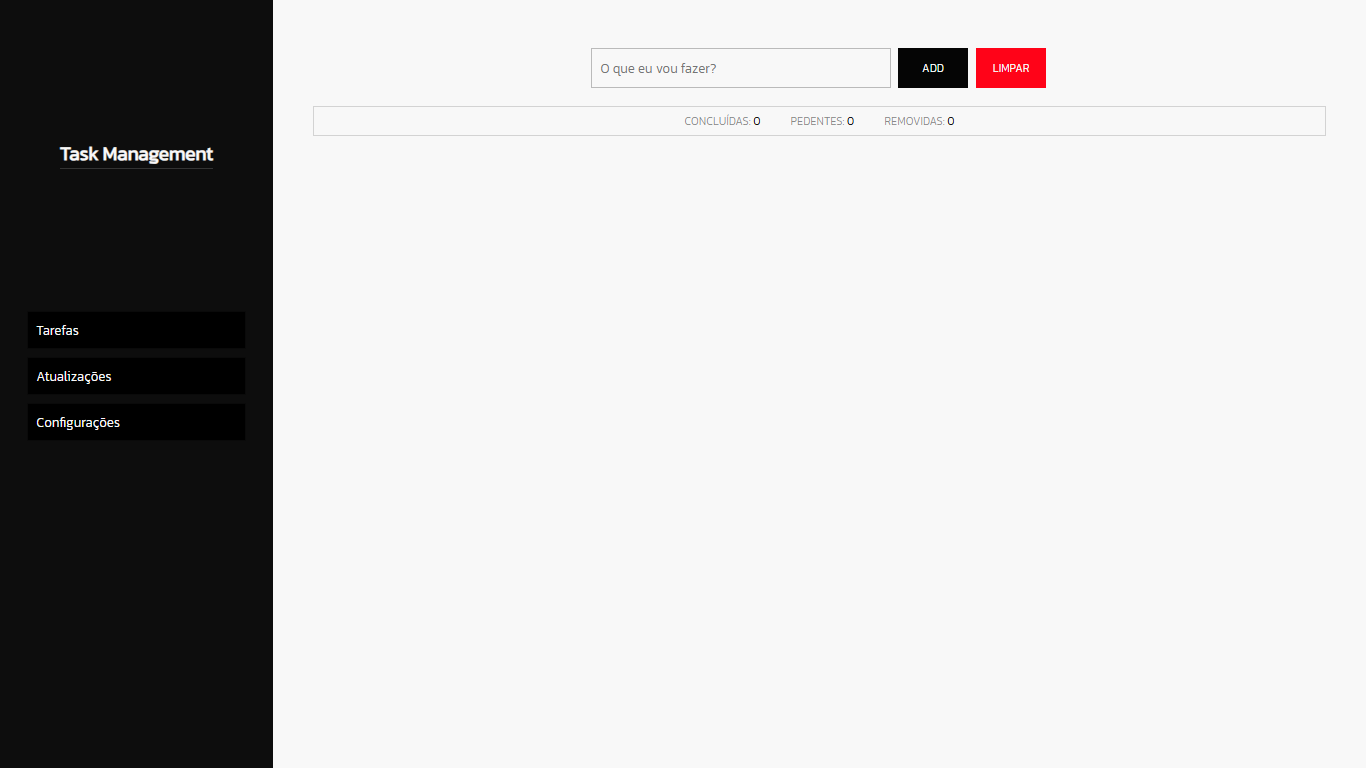 Task Management
Tarefas
Atualizações
Configurações
O que eu vou fazer? ADD LIMPAR
CONCLUÍDAS: 0 PEDENTES: 0 REMOVIDAS: 0